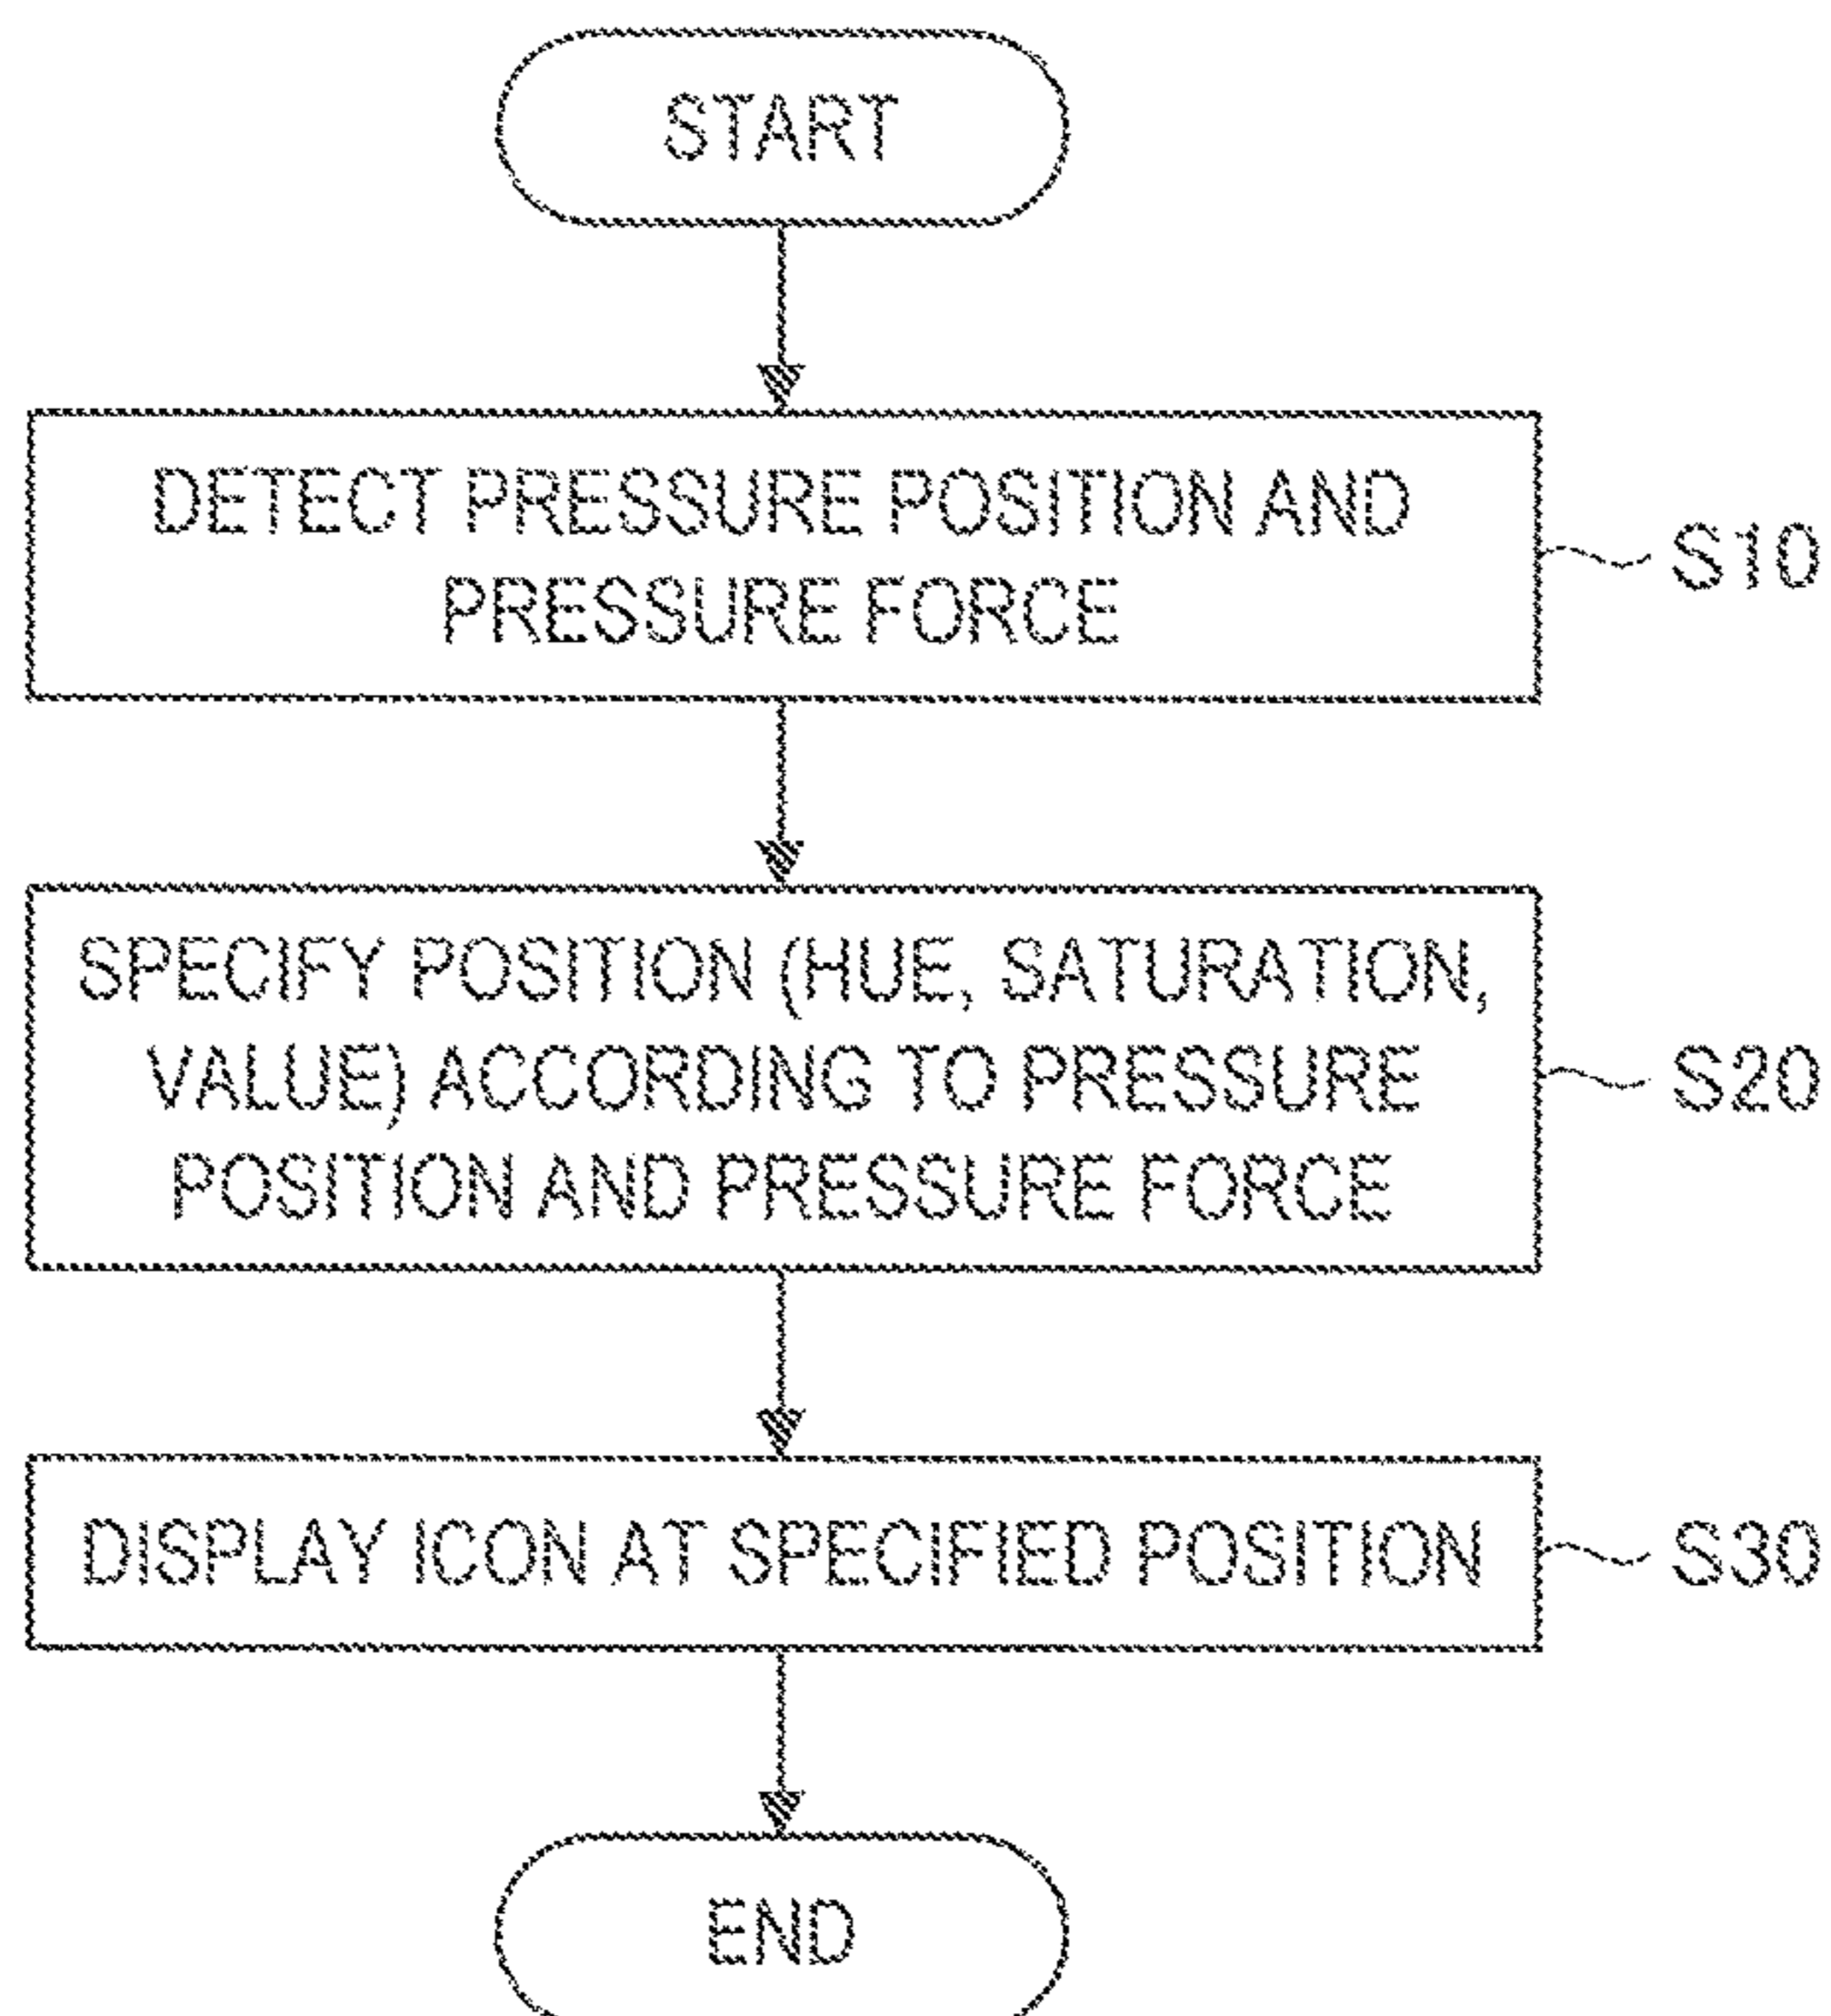 START
DETECT PRESSURE POSITION AND
PRESSURE FORCE
S10
SPECIFY POSITION (HUE, SATURATION,
VALUE) ACCORDING TO PRESSURE
POSITION AND PRESSURE FORCE
S20
DISPLAY ICON AT SPECIFIED POSITION
S30
END